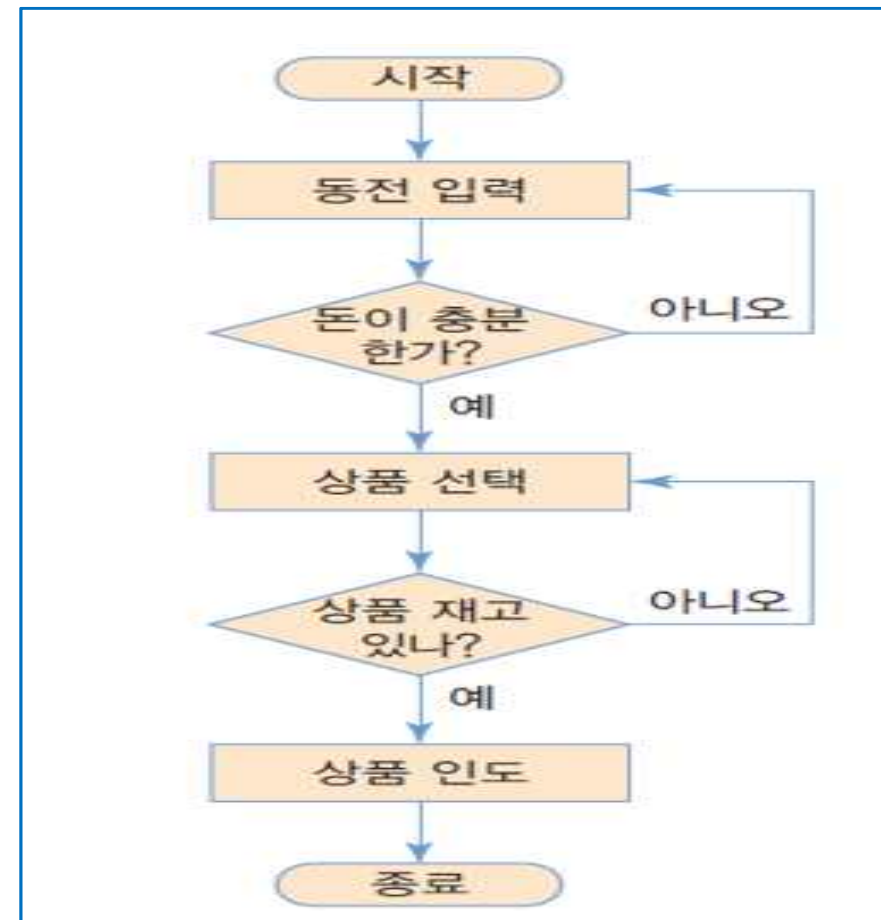 시작
동전 입력
돈이 충분
한가?
아니오
예
상품 선택
상품 재고
있나?
아니오
예
상품 인도
종료